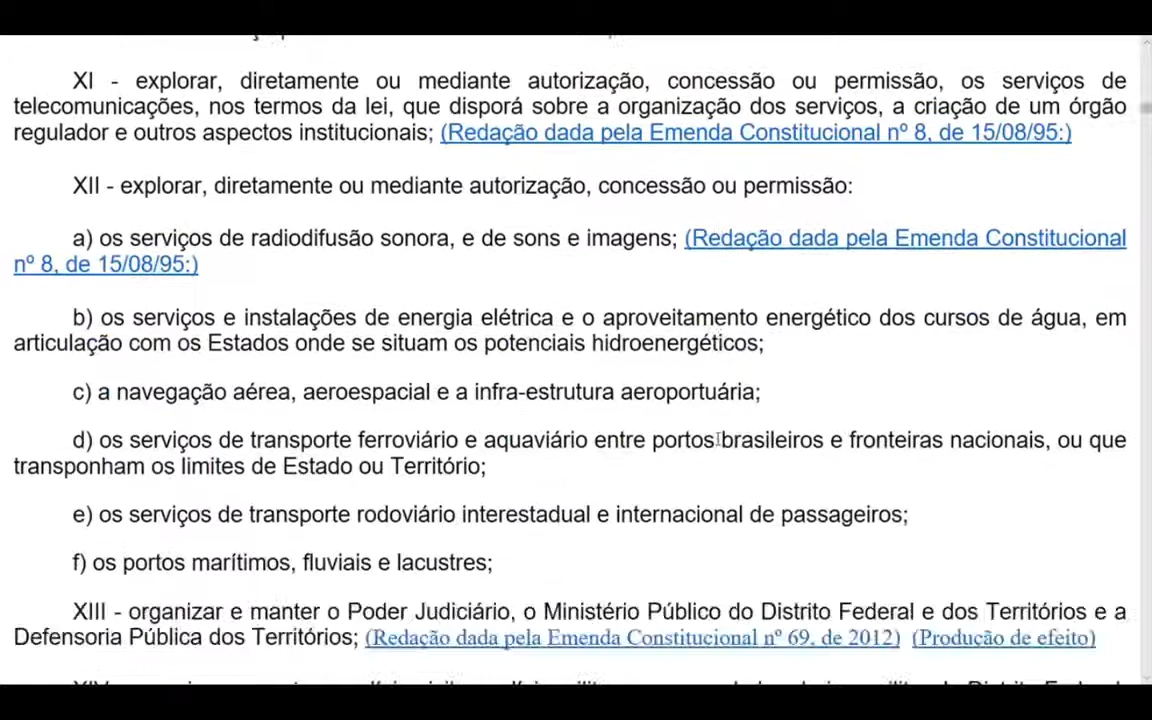 XI - explorar, diretamente ou mediante autorização, concessão ou permissão, os serviços de
telecomunicações, nos termos da lei, que disporá sobre a organização dos serviços, a criação de um órgão
regulador e outros aspectos institucionais; (Redação dada pela Emenda Constitucional nº 8, de 15/08/95:)
XII - explorar, diretamente ou mediante autorização, concessão ou permissão:
a) os serviços de radiodifusão sonora, e de sons e imagens; (Redação dada pela Emenda Constitucional
nº 8, de 15/08/95:)
b) os serviços e instalações de energia elétrica e o aproveitamento energético dos cursos de água, em
articulação com os Estados onde se situam os potenciais hidroenergéticos;
c) a navegação aérea, aeroespacial e a infra-estrutura aeroportuária;
d) os serviços de transporte ferroviário e aquaviário entre portos brasileiros e fronteiras nacionais, ou que
transponham os limites de Estado ou Território;
e) os serviços de transporte rodoviário interestadual e internacional de passageiros;
f) os portos marítimos, fluviais e lacustres;
XIII - organizar e manter o Poder Judiciário, o Ministério Público do Distrito Federal e dos Territórios e a
Defensoria Pública dos Territórios; (Redação dada pela Emenda Constitucional nº 69, de 2012) (Produção de efeito)